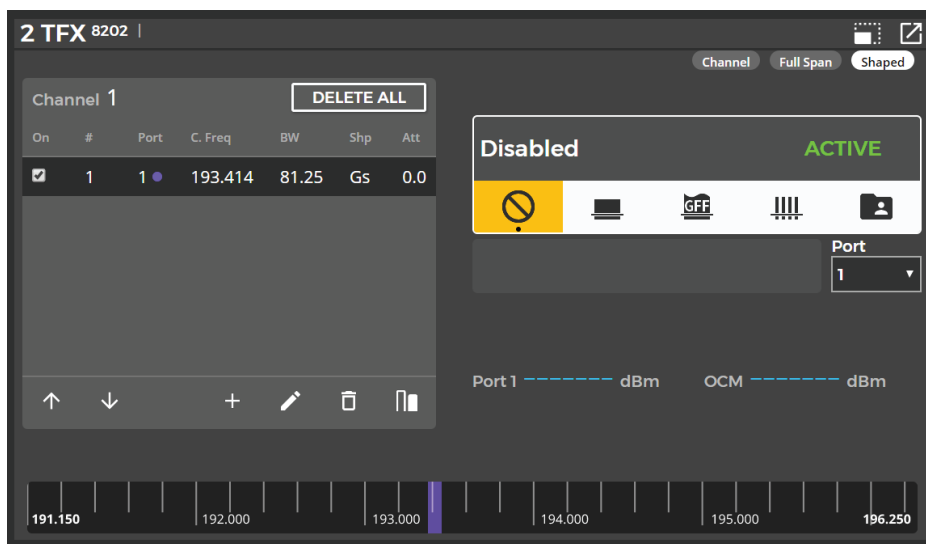 2 TFX 8202 |
Channel Full Span Shaped
Channel 1 DELETE ALL
On # Port C. Freq BW Shp Att
1 1 193.414 81.25 Gs 0.0
Disabled ACTIVE
GFF
Port
1
Port 1 ------- dBm OCM ------- dBm
191.150 192.000 193.000 194.000 195.000 196.250